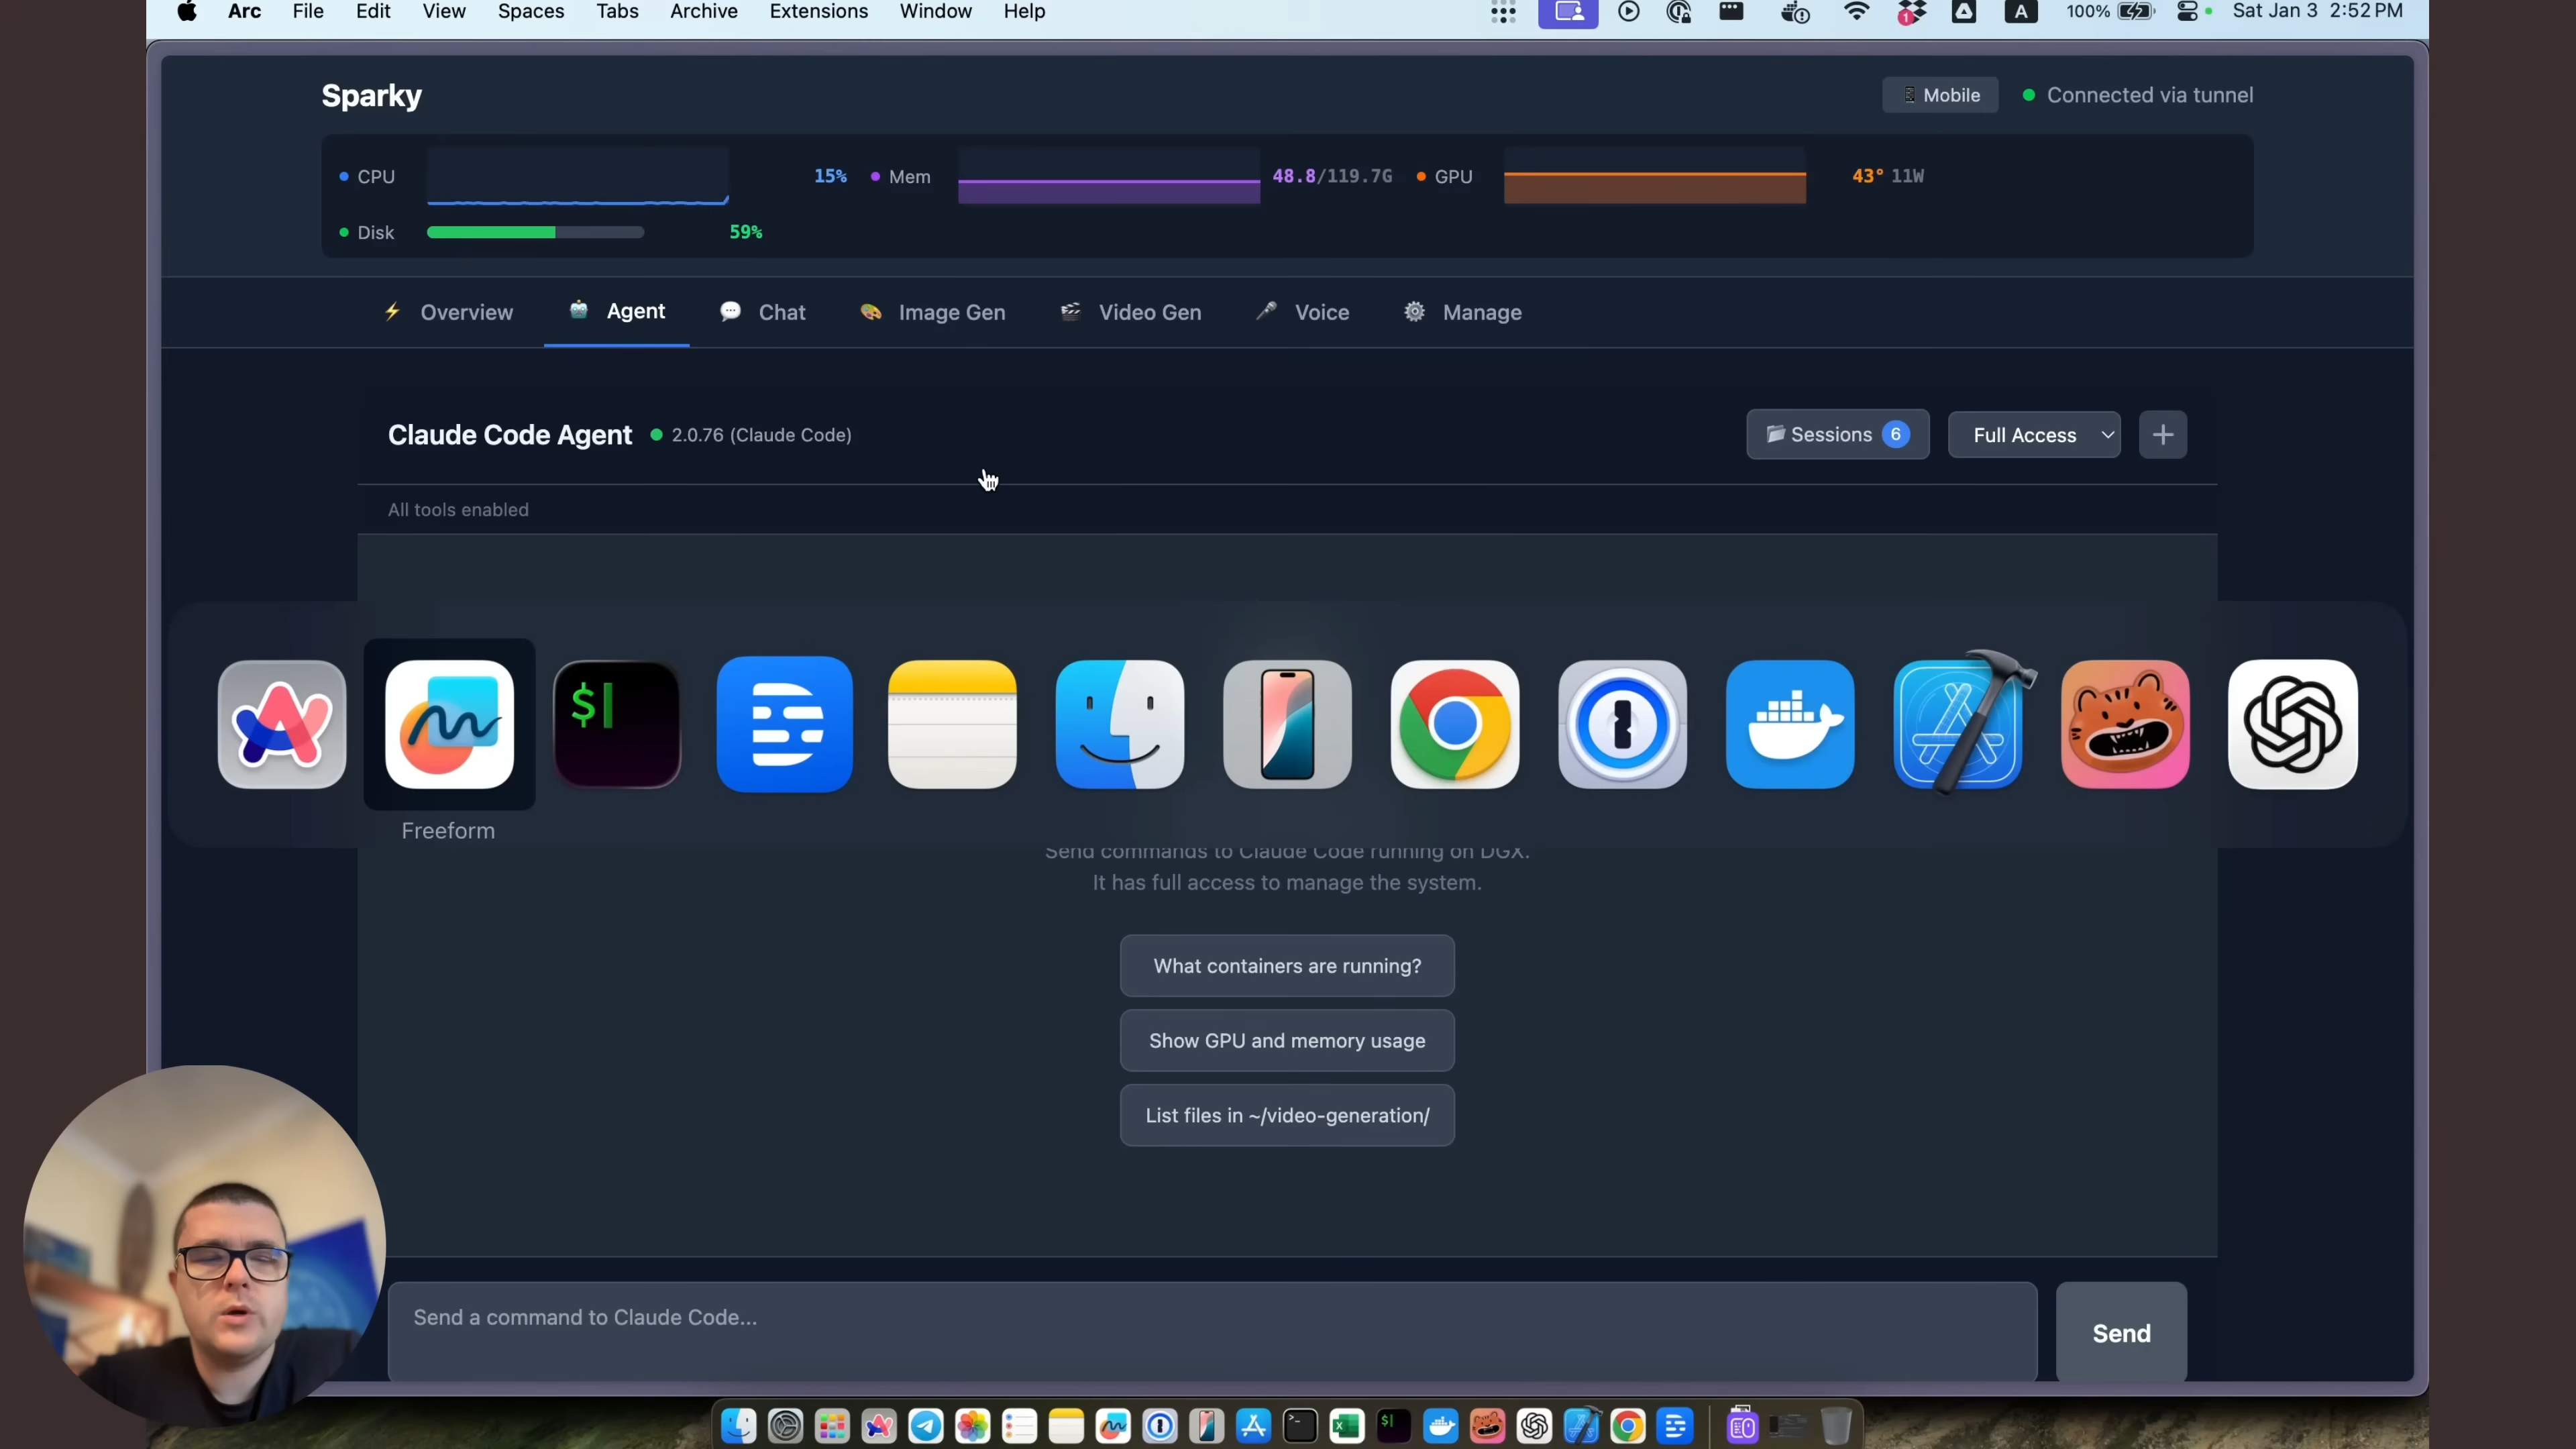 Arc File Edit View Spaces Tabs Archive Extensions Window Help 1 A 100% Sat Jan 3 2:52 PM
Sparky Mobile Connected via tunnel
CPU 15% Mem 48.8/119.7G GPU 43° 11W
Disk 59%
Overview Agent Chat Image Gen Video Gen Voice Manage
Claude Code Agent 2.0.76 (Claude Code) Sessions 6 Full Access +
All tools enabled
$
Freeform
Send commands to Claude Code running on DGX.
It has full access to manage the system.
What containers are running?
Show GPU and memory usage
List files in ~/video-generation/
Send a command to Claude Code...
Send